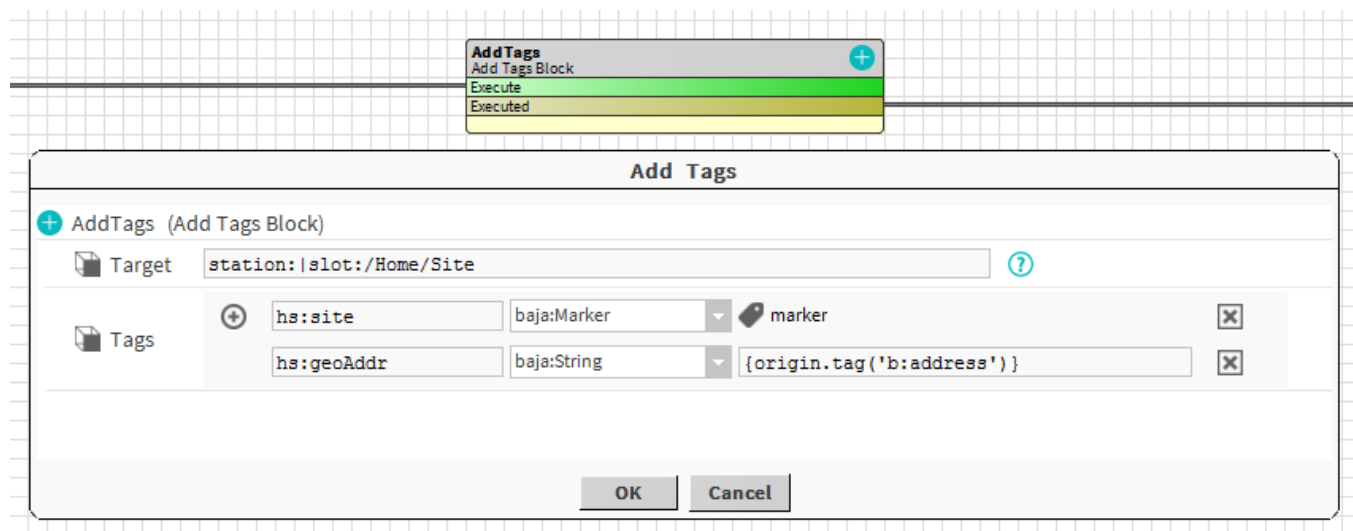 AddTags
Add Tags Block
Execute
Executed
Add Tags
AddTags (Add Tags Block)
Target station:|slot:/Home/Site ?
Tags
hs:site baja:Marker marker
hs:geoAddr baja:String {origin.tag('b:address')}
OK Cancel